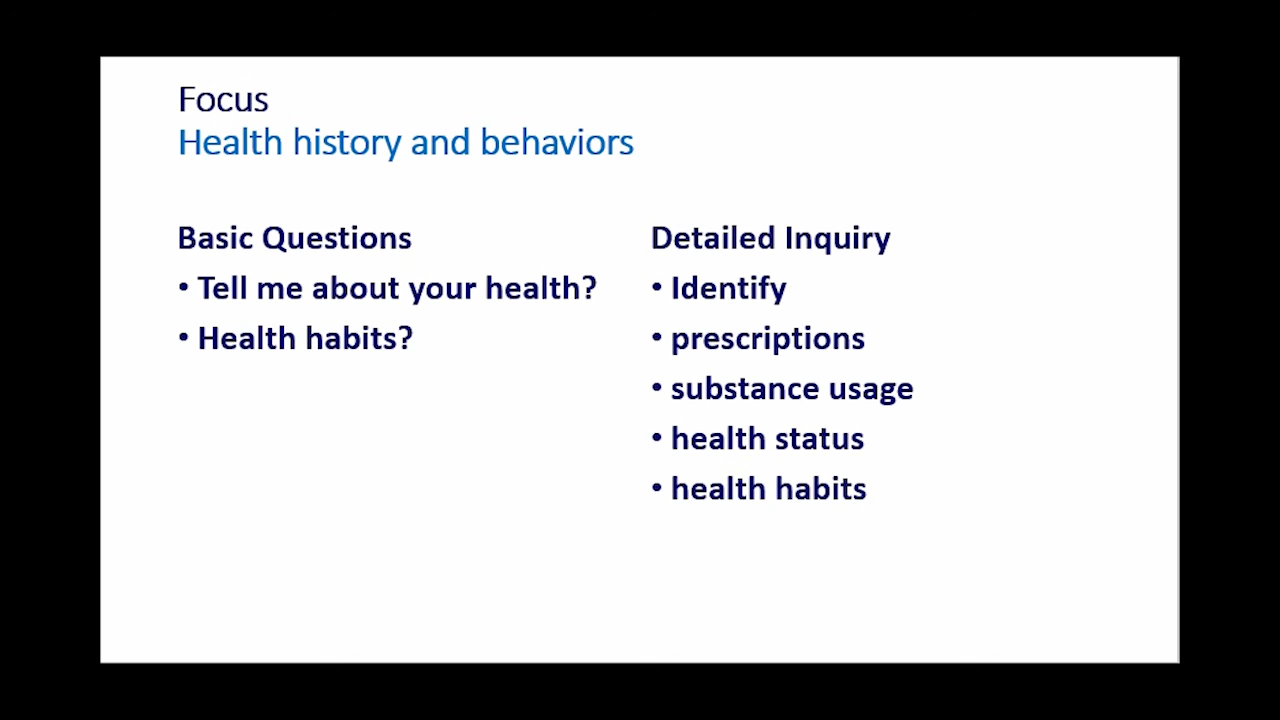 Focus
Health history and behaviors
Basic Questions
• Tell me about your health?
• Health habits?
Detailed Inquiry
• Identify
• prescriptions
• substance usage
• health status
• health habits